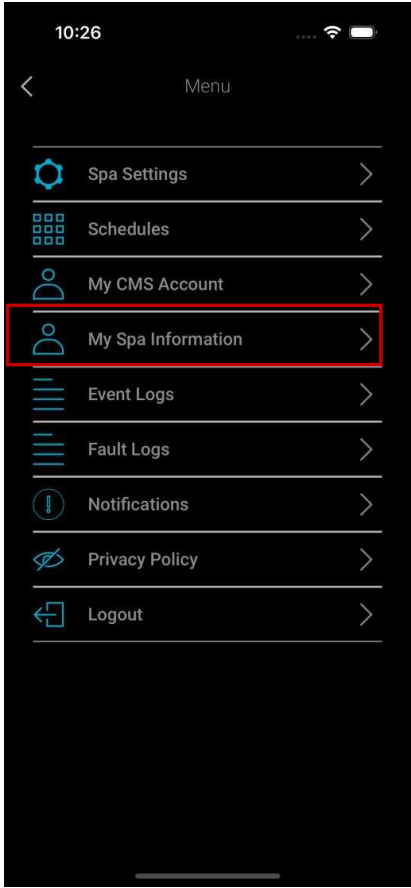 10:26
Menu
Spa Settings
Schedules
My CMS Account
My Spa Information
Event Logs
Fault Logs
Notifications
Privacy Policy
Logout